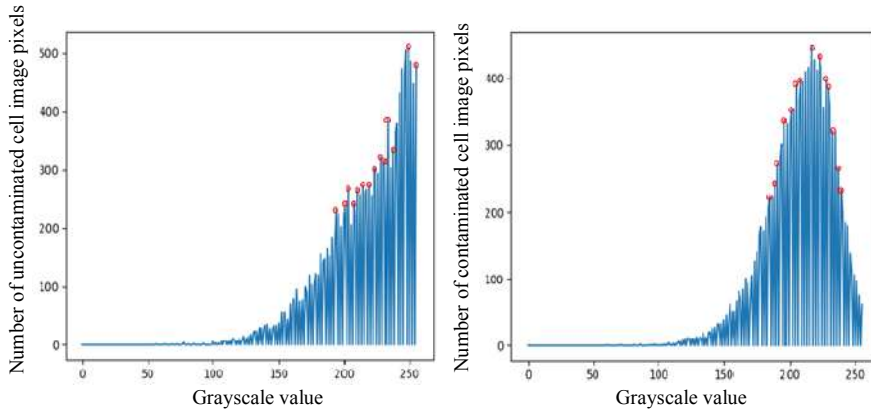 Number of uncontaminated cell image pixels
500
400
300
200
100
0
0 50 100 150 200 250
Grayscale value
Number of contaminated cell image pixels
400
300
200
100
0
0 50 100 150 200 250
Grayscale value